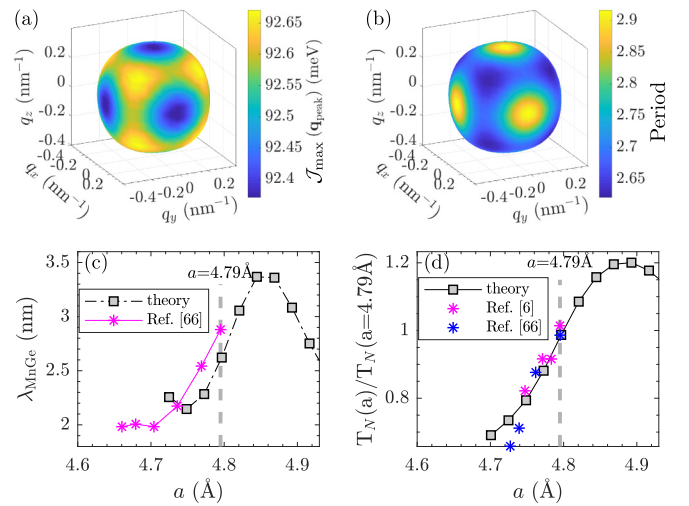 (a)
0.2
0
-0.2
-0.4
q_z (nm⁻¹)
-0.4
-0.2
0
0.2
q_x (nm⁻¹)
-0.4
-0.2
0
0.2
q_y (nm⁻¹)
92.65
92.6
92.55
92.5
92.45
92.4
𝒥_max (q_peak) (meV)
(b)
0.2
0
-0.2
-0.4
q_z (nm⁻¹)
-0.4
-0.2
0
0.2
q_x (nm⁻¹)
-0.4
-0.2
0
0.2
q_y (nm⁻¹)
2.9
2.85
2.8
2.75
2.7
2.65
Period
(c)
a=4.79Å
theory
Ref. [66]
3.5
3
2.5
2
λ_MnGe (nm)
4.6
4.7
4.8
4.9
a (Å)
(d)
a=4.79Å
theory
Ref. [6]
Ref. [66]
1.2
1
0.8
T_N(a)/T_N(a=4.79Å)
4.6
4.7
4.8
4.9
a (Å)